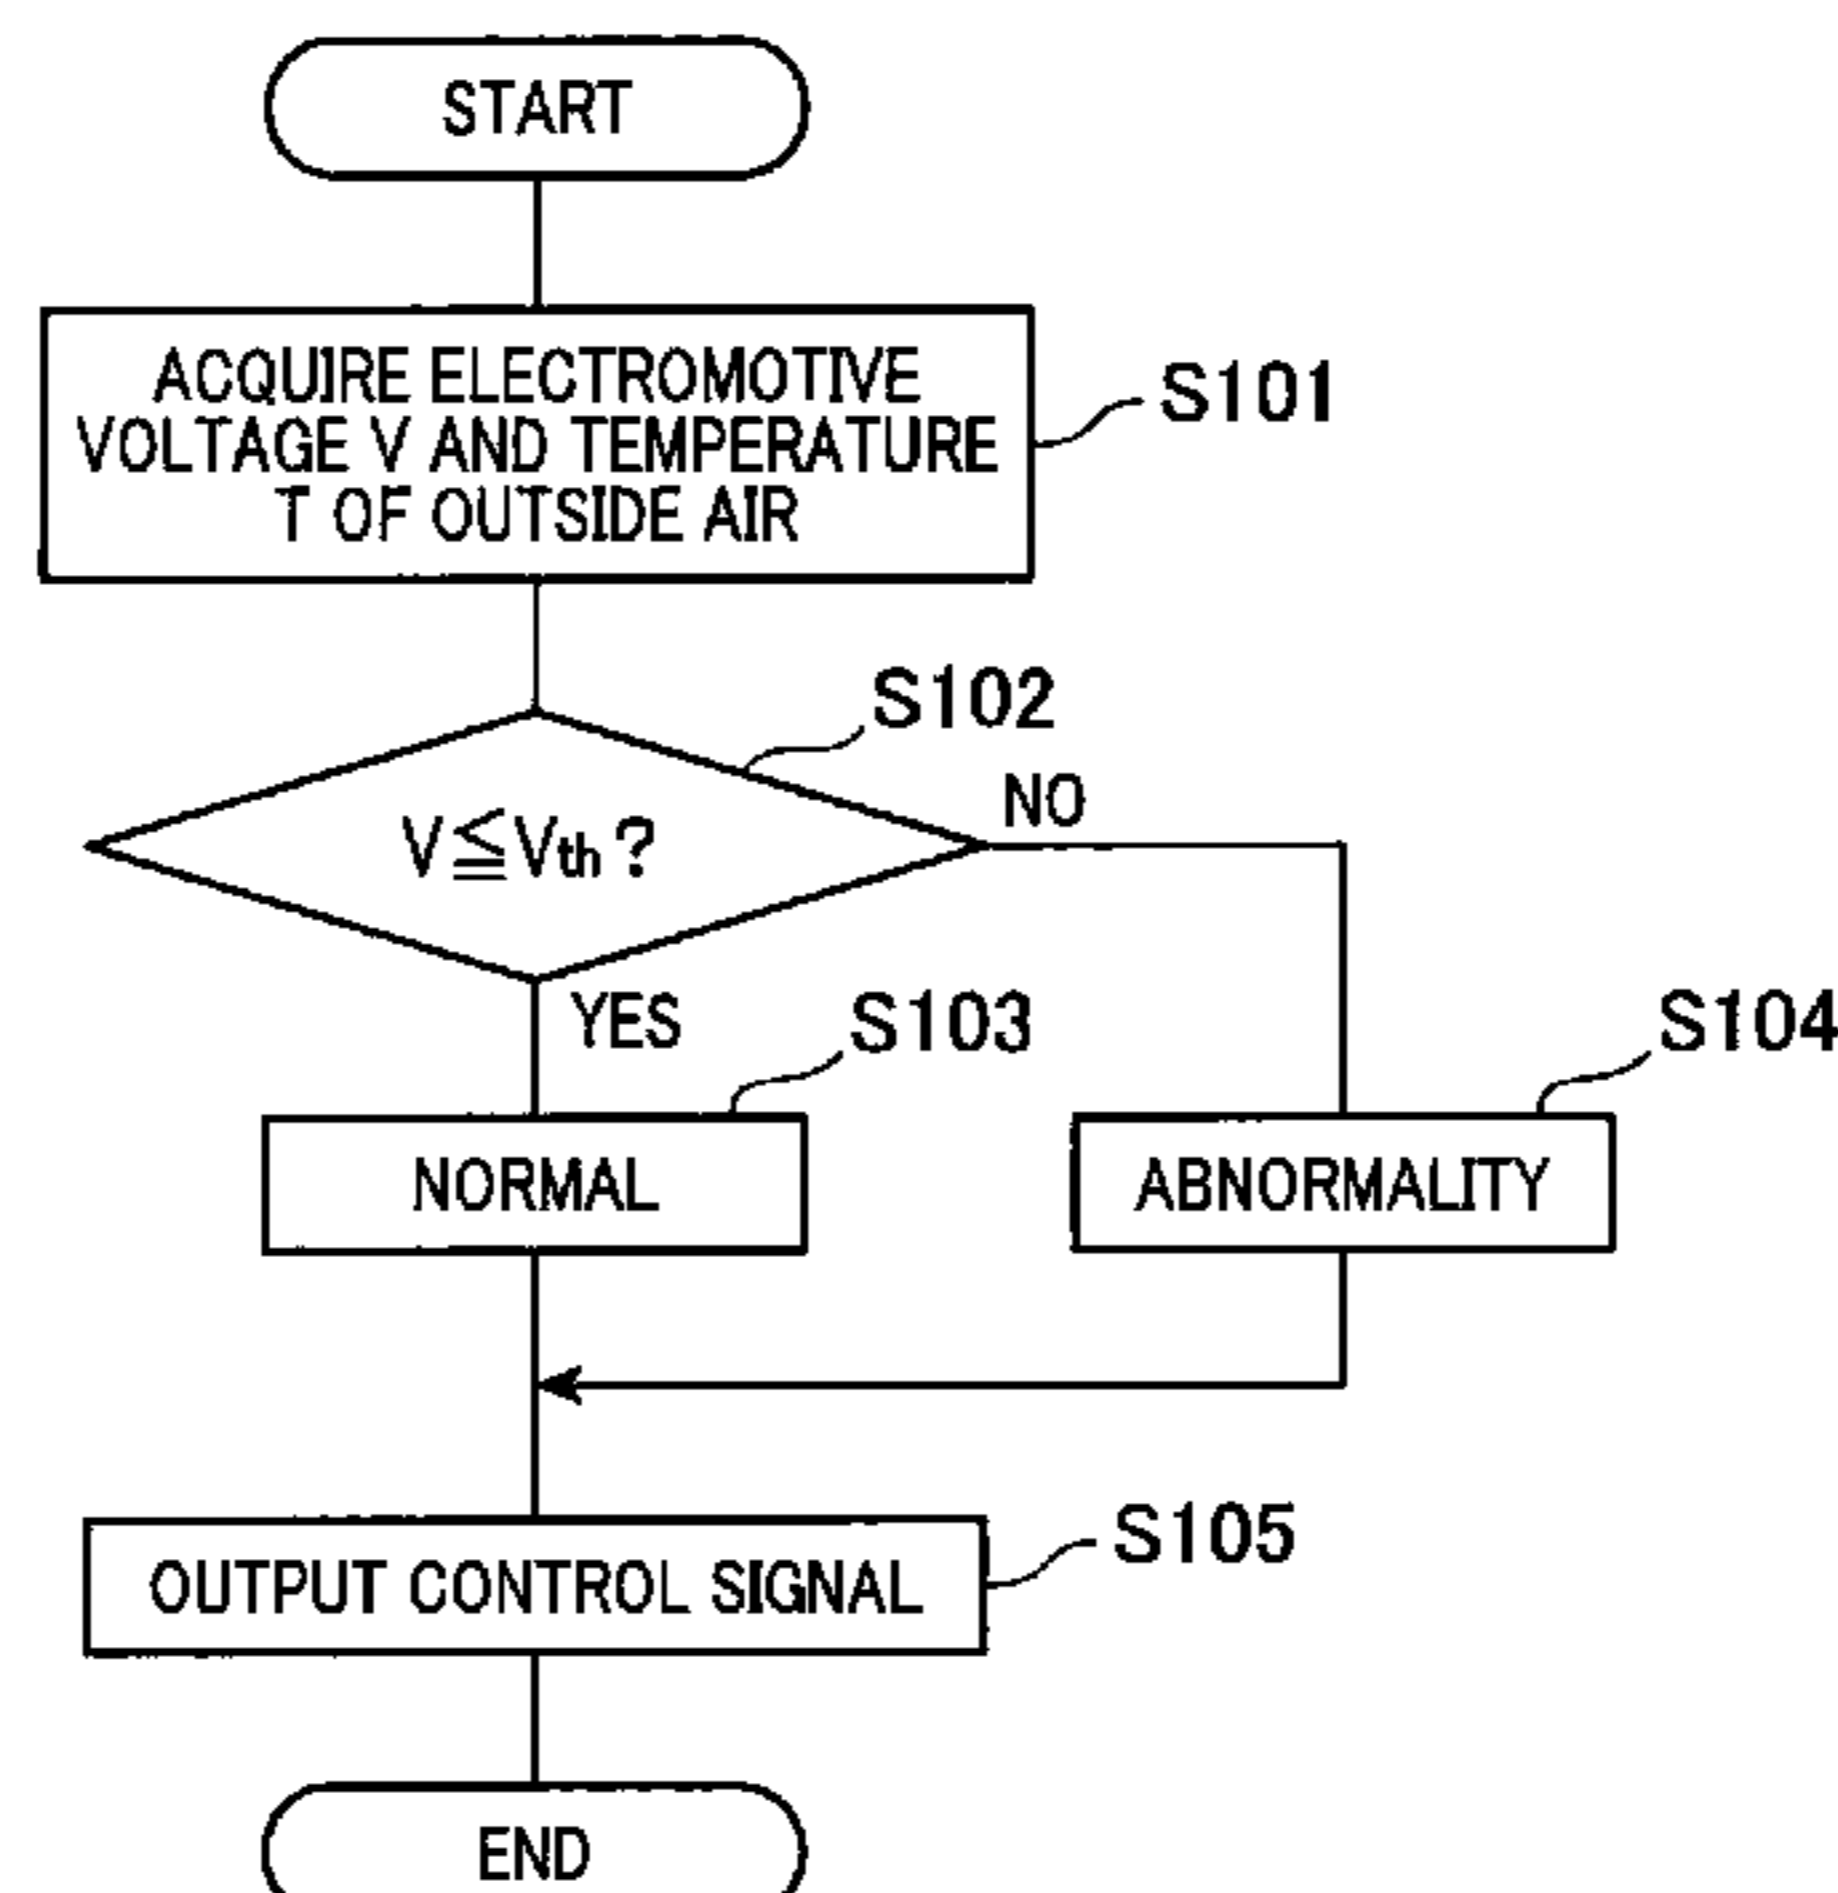 START
ACQUIRE ELECTROMOTIVE
VOLTAGE V AND TEMPERATURE
T OF OUTSIDE AIR
S101
S102
V≦Vth?
NO
YES
S103
S104
NORMAL
ABNORMALITY
OUTPUT CONTROL SIGNAL
S105
END